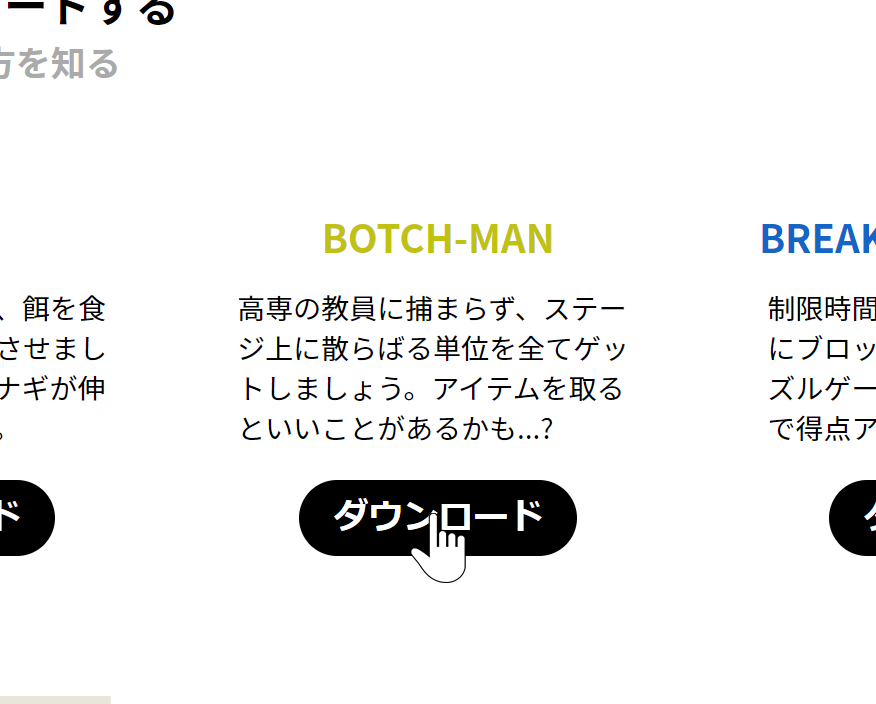 ードする
方を知る
BOTCH-MAN
BREAK
、餌を食
させまし
ナギが伸
。
高専の教員に捕まらず、ステー
ジ上に散らばる単位を全てゲッ
トしましょう。アイテムを取る
といいことがあるかも...?
制限時間
にブロッ
ズルゲー
で得点ア
ド
ダウンロード
ダ